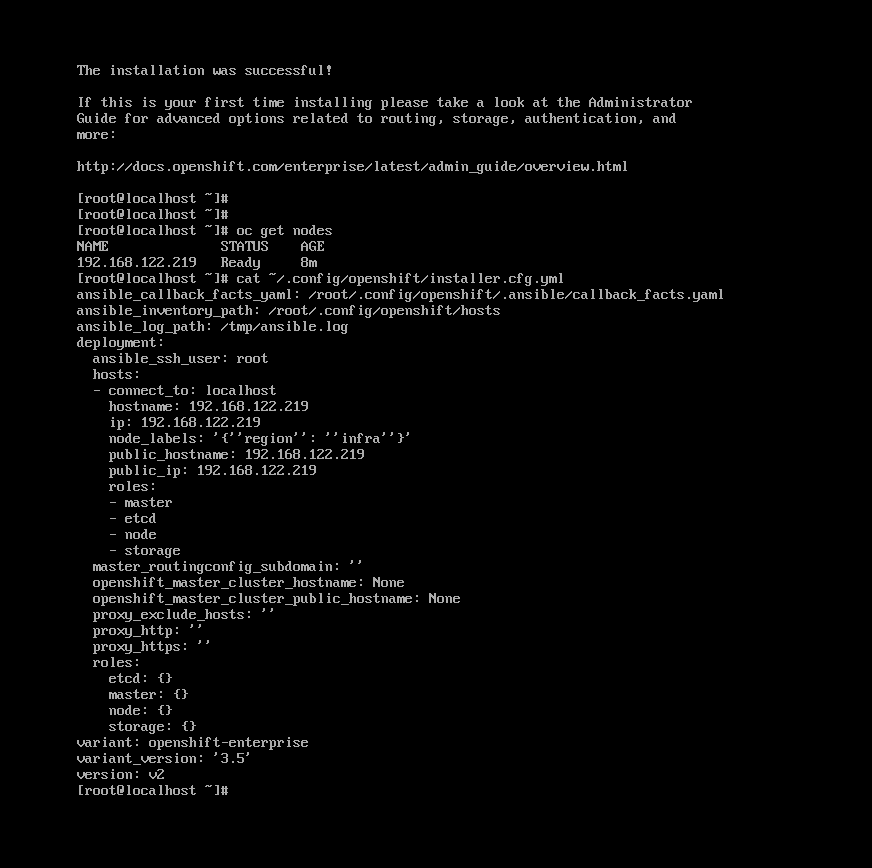 The installation was successful!

If this is your first time installing please take a look at the Administrator
Guide for advanced options related to routing, storage, authentication, and
more:

http://docs.openshift.com/enterprise/latest/admin_guide/overview.html

[root@localhost ~]#
[root@localhost ~]#
[root@localhost ~]# oc get nodes
NAME              STATUS    AGE
192.168.122.219   Ready     8m
[root@localhost ~]# cat ~/.config/openshift/installer.cfg.yml
ansible_callback_facts_yaml: /root/.config/openshift/.ansible/callback_facts.yaml
ansible_inventory_path: /root/.config/openshift/hosts
ansible_log_path: /tmp/ansible.log
deployment:
  ansible_ssh_user: root
  hosts:
  - connect_to: localhost
    hostname: 192.168.122.219
    ip: 192.168.122.219
    node_labels: '{''region'': ''infra''}'
    public_hostname: 192.168.122.219
    public_ip: 192.168.122.219
    roles:
    - master
    - etcd
    - node
    - storage
  master_routingconfig_subdomain: ''
  openshift_master_cluster_hostname: None
  openshift_master_cluster_public_hostname: None
  proxy_exclude_hosts: ''
  proxy_http: ''
  proxy_https: ''
  roles:
    etcd: {}
    master: {}
    node: {}
    storage: {}
variant: openshift-enterprise
variant_version: '3.5'
version: v2
[root@localhost ~]#